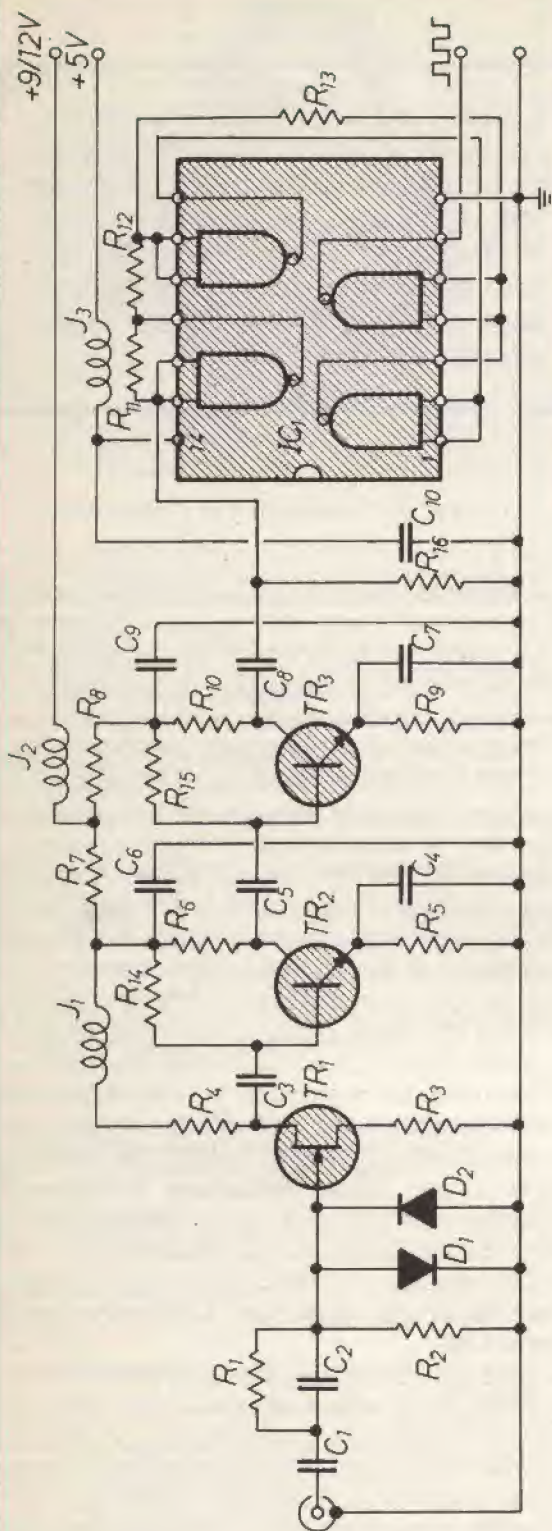 +9/12V
+5V
J2
J1
R7
R8
J3
R11
R12
R13
R4
R14
R6
C6
R15
R10
C9
14
IC1
1
R1
C1
C2
C3
TR1
C5
TR2
C8
TR3
R2
D1
D2
R3
R5
C4
R9
C7
R16
C10